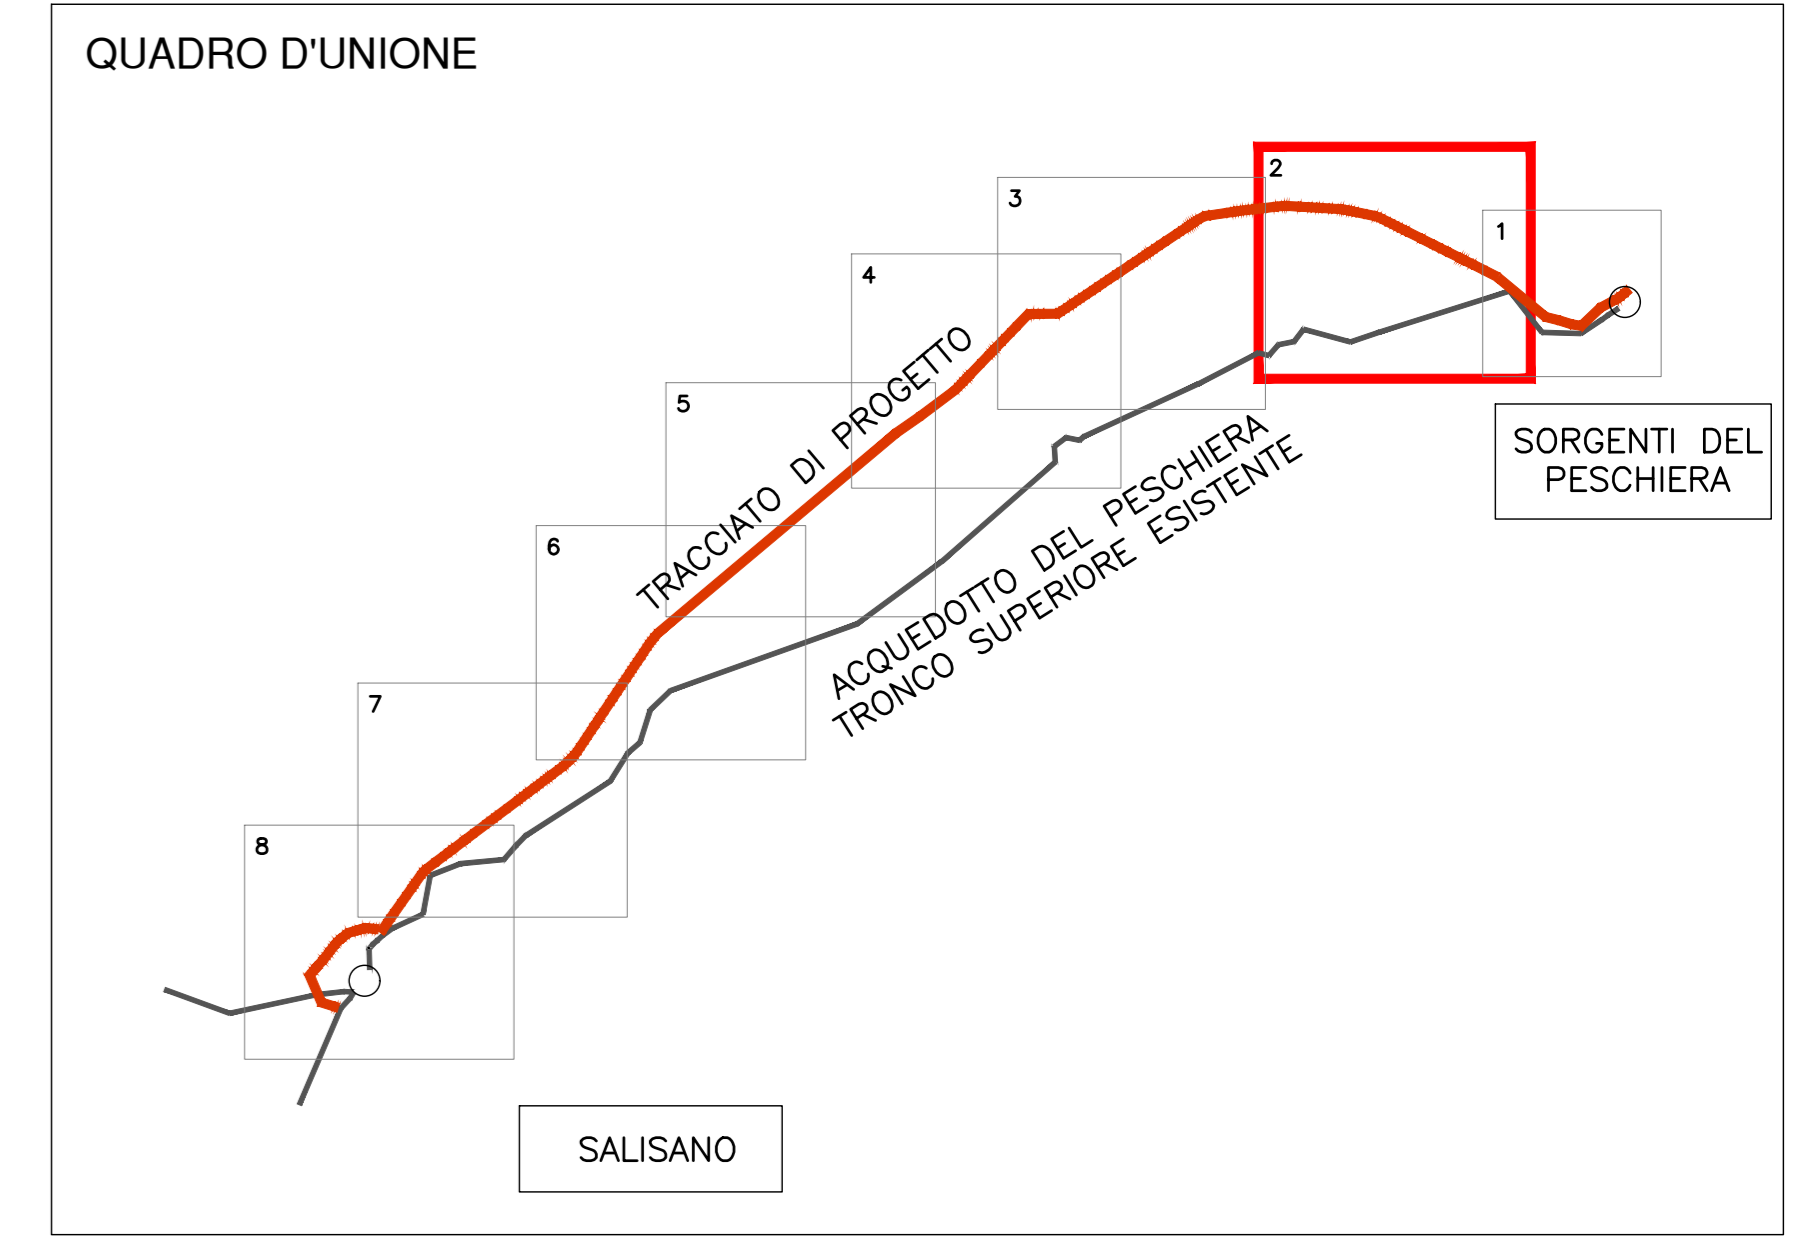 QUADRO D'UNIONE
2
3
1
4
5
6
7
8
TRACCIATO DI PROGETTO
ACQUEDOTTO DEL PESCHIERA
TRONCO SUPERIORE ESISTENTE
SORGENTI DEL
PESCHIERA
SALISANO